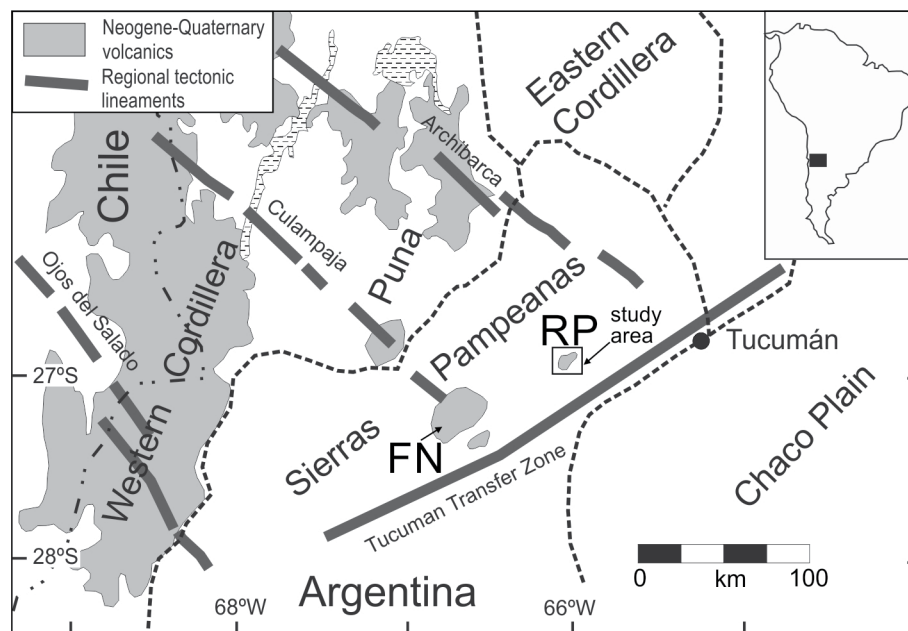 Neogene-Quaternary
volcanics
Regional tectonic
lineaments
Eastern
Cordillera
Chile
Archibarca
Culampaja
Puna
Ojos del Salado
Western
Cordillera
Sierras
Pampeanas
RP
study
area
Tucumán
27ºS
FN
Tucuman Transfer Zone
Chaco Plain
28ºS
68ºW
66ºW
Argentina
0
km
100